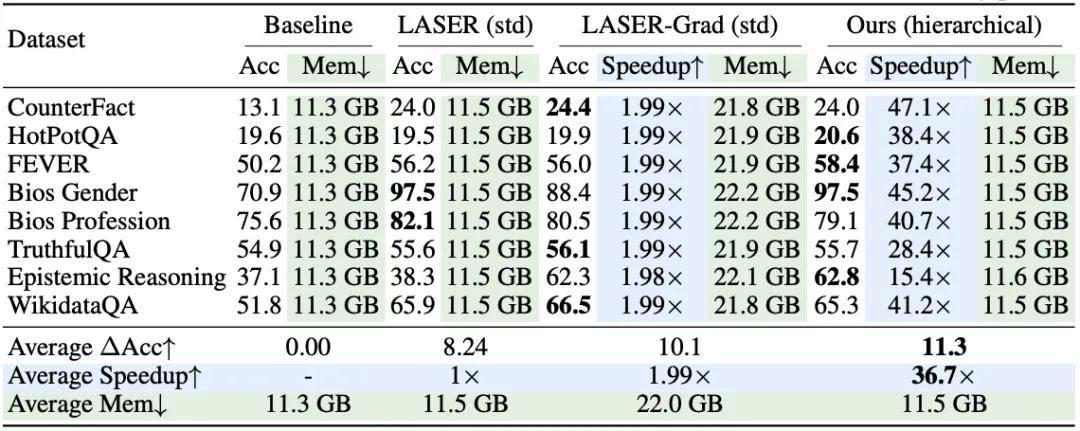 Dataset Baseline LASER (std) LASER-Grad (std) Ours (hierarchical)
Acc Mem↓ Acc Mem↓ Acc Speedup↑ Mem↓ Acc Speedup↑ Mem↓
CounterFact 13.1 11.3 GB 24.0 11.5 GB 24.4 1.99× 21.8 GB 24.0 47.1× 11.5 GB
HotPotQA 19.6 11.3 GB 19.5 11.5 GB 19.9 1.99× 21.9 GB 20.6 38.4× 11.5 GB
FEVER 50.2 11.3 GB 56.2 11.5 GB 56.0 1.99× 21.9 GB 58.4 37.4× 11.5 GB
Bios Gender 70.9 11.3 GB 97.5 11.5 GB 88.4 1.99× 22.2 GB 97.5 45.2× 11.5 GB
Bios Profession 75.6 11.3 GB 82.1 11.5 GB 80.5 1.99× 22.2 GB 79.1 40.7× 11.5 GB
TruthfulQA 54.9 11.3 GB 55.6 11.5 GB 56.1 1.99× 21.9 GB 55.7 28.4× 11.5 GB
Epistemic Reasoning 37.1 11.3 GB 38.3 11.5 GB 62.3 1.98× 22.1 GB 62.8 15.4× 11.6 GB
WikidataQA 51.8 11.3 GB 65.9 11.5 GB 66.5 1.99× 21.8 GB 65.3 41.2× 11.5 GB
Average ΔAcc↑ 0.00 8.24 10.1 11.3
Average Speedup↑ - 1× 1.99× 36.7×
Average Mem↓ 11.3 GB 11.5 GB 22.0 GB 11.5 GB